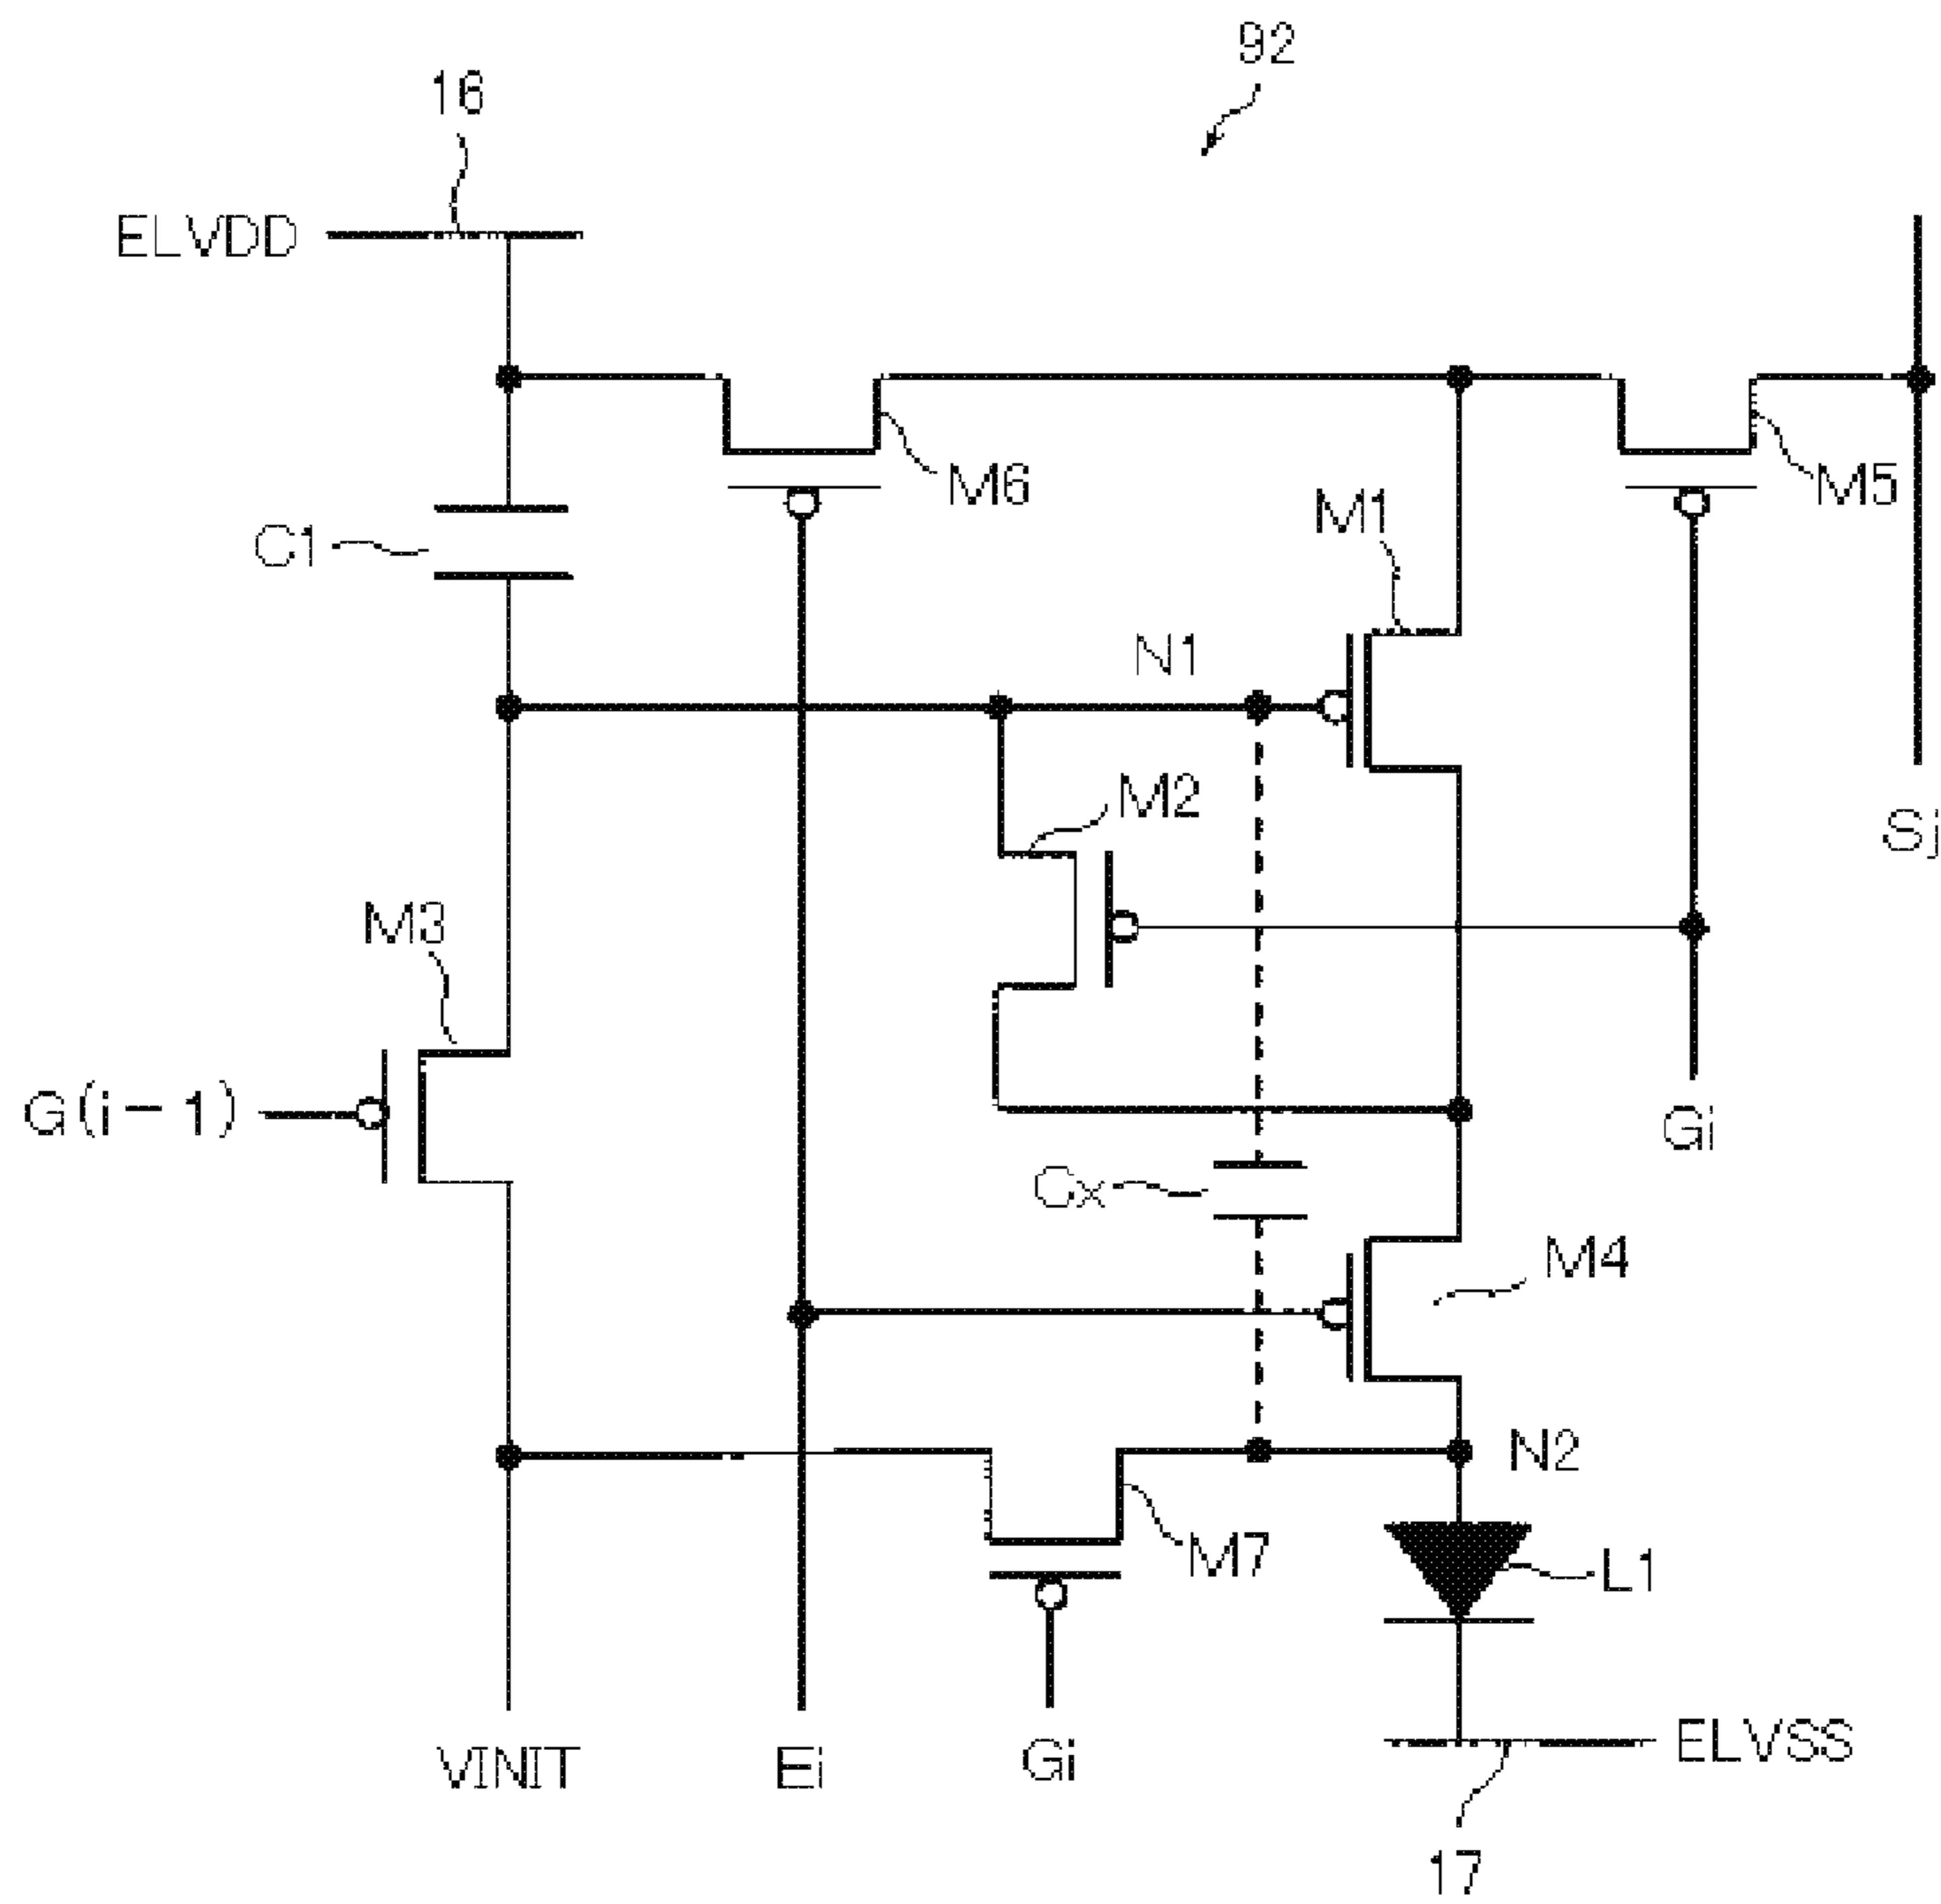 92
16
ELVDD
M6
M5
M1
C1
N1
M2
Sj
M3
G(i-1)
Gi
Cx
M4
N2
M7
L1
VINIT
Ei
Gi
ELVSS
17